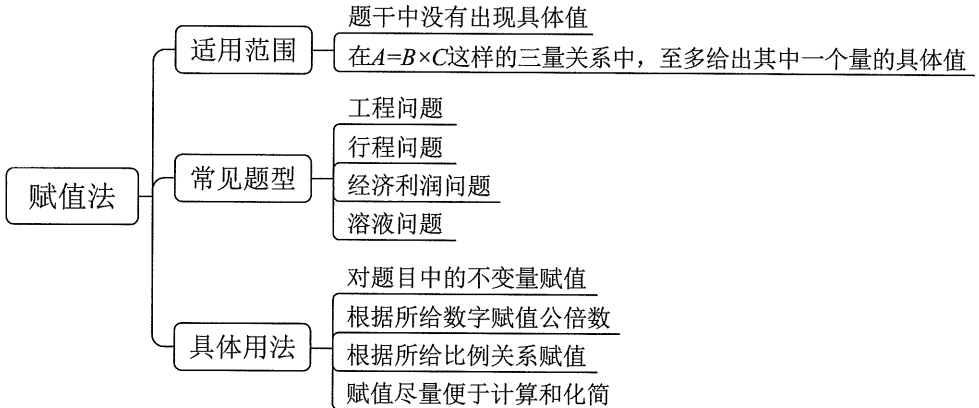 赋值法
适用范围
题干中没有出现具体值
在A=B×C这样的三量关系中，至多给出其中一个量的具体值
常见题型
工程问题
行程问题
经济利润问题
溶液问题
具体用法
对题目中的不变量赋值
根据所给数字赋值公倍数
根据所给比例关系赋值
赋值尽量便于计算和化简